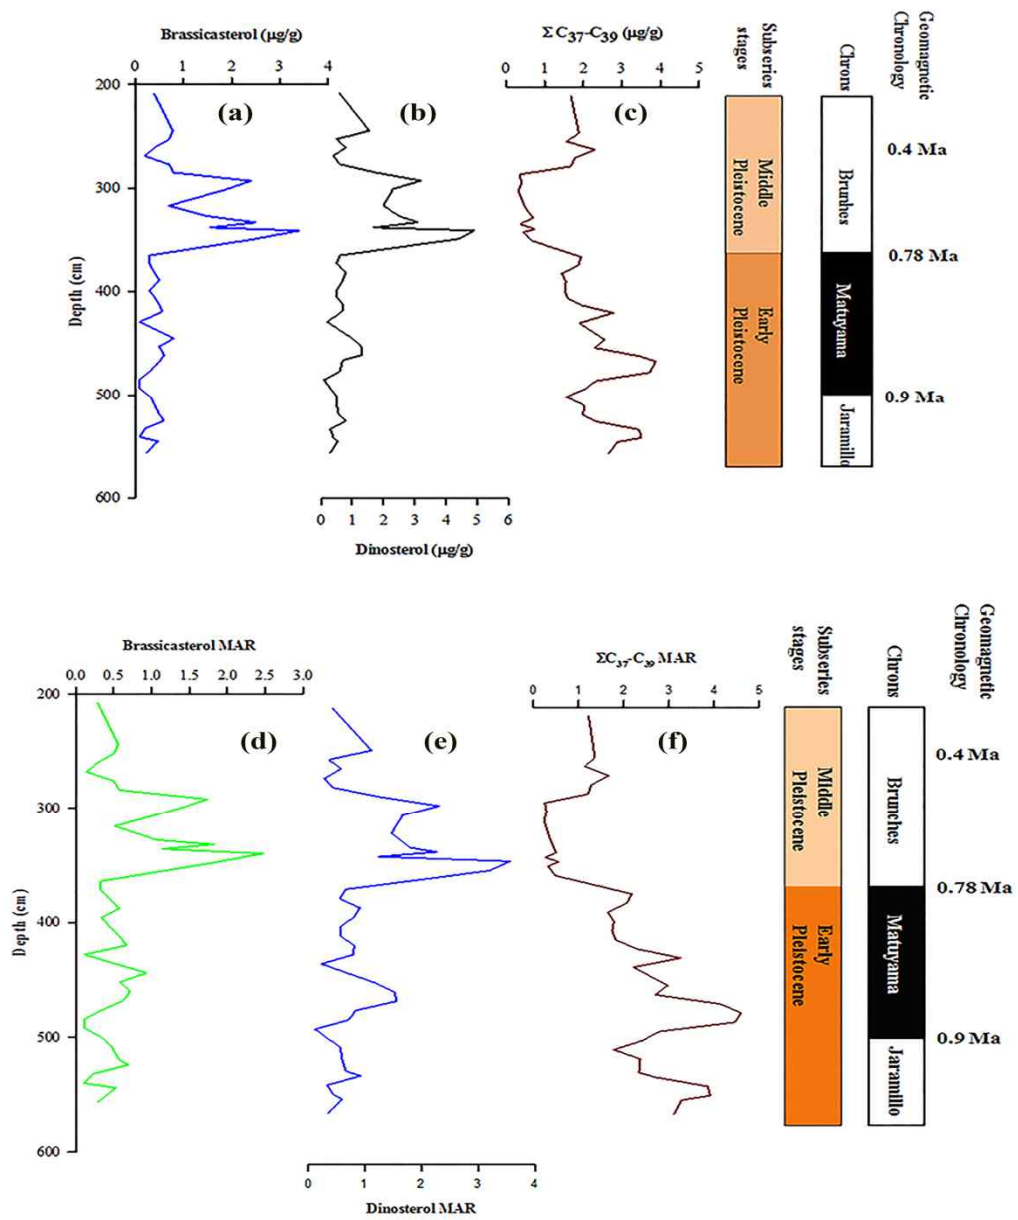 Brassicasterol (µg/g)
0 1 2 3 4
Σ C37-C39 (µg/g)
0 1 2 3 4 5
Subseries
stages
Chrons
Geomagnetic
Chronology
(a)
(b)
(c)
Depth (cm)
200
300
400
500
600
Middle
Pleistocene
Early
Pleistocene
Brunhes
Matuyama
Jaramillo
0.4 Ma
0.78 Ma
0.9 Ma
0 1 2 3 4 5 6
Dinosterol (µg/g)
Brassicasterol MAR
0.0 0.5 1.0 1.5 2.0 2.5 3.0
ΣC37-C39 MAR
0 1 2 3 4 5
Subseries
stages
Chrons
Geomagnetic
Chronology
(d)
(e)
(f)
Depth (cm)
200
300
400
500
600
Middle
Pleistocene
Early
Pleistocene
Brunches
Matuyama
Jaramillo
0.4 Ma
0.78 Ma
0.9 Ma
0 1 2 3 4
Dinosterol MAR